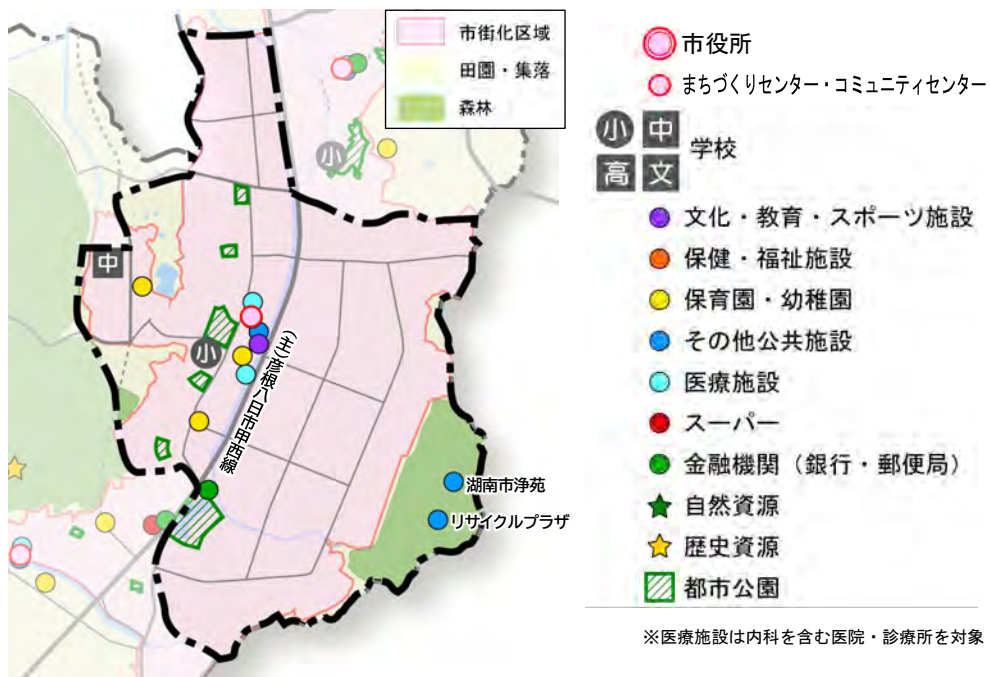 市街化区域
田園・集落
森林
小
中
小
(主)彦根八日市甲西線
湖南市浄苑
リサイクルプラザ
市役所
まちづくりセンター・コミュニティセンター
小 中
高 文
学校
文化・教育・スポーツ施設
保健・福祉施設
保育園・幼稚園
その他公共施設
医療施設
スーパー
金融機関（銀行・郵便局）
自然資源
歴史資源
都市公園
※医療施設は内科を含む医院・診療所を対象